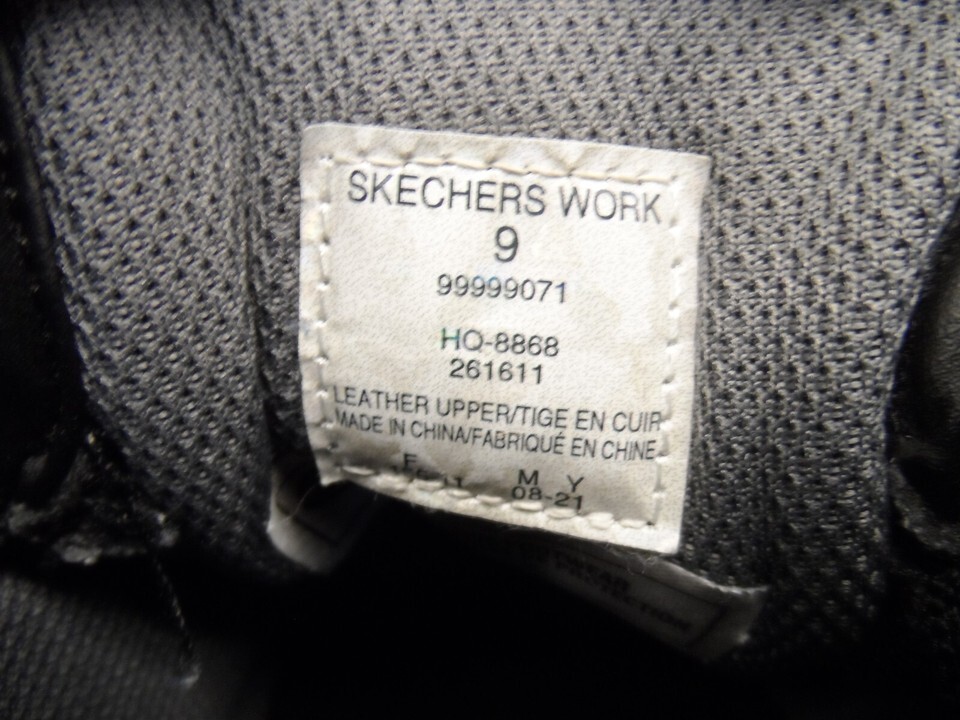 SKECHERS WORK
9
99999071
HQ-8868
261611
LEATHER UPPER/TIGE EN CUIR
MADE IN CHINA/FABRIQUÉ EN CHINE
F M Y
08-21